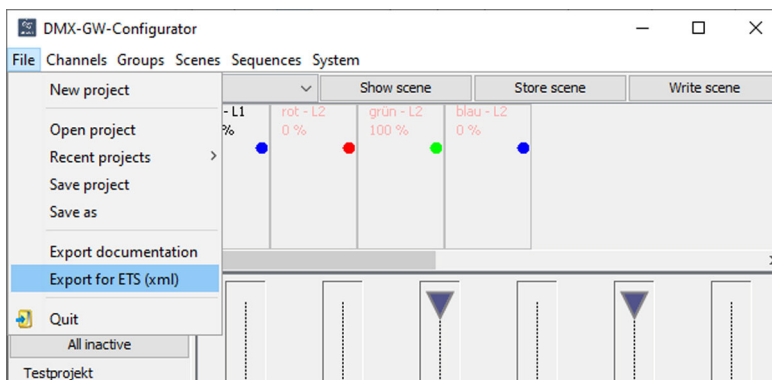 DMX-GW-Configurator
File Channels Groups Scenes Sequences System
New project
Show scene
Store scene
Write scene
- L1
%
rot - L2
0 %
grün - L2
100 %
blau - L2
0 %
Open project
Recent projects
Save project
Save as
Export documentation
Export for ETS (xml)
Quit
All inactive
Testprojekt